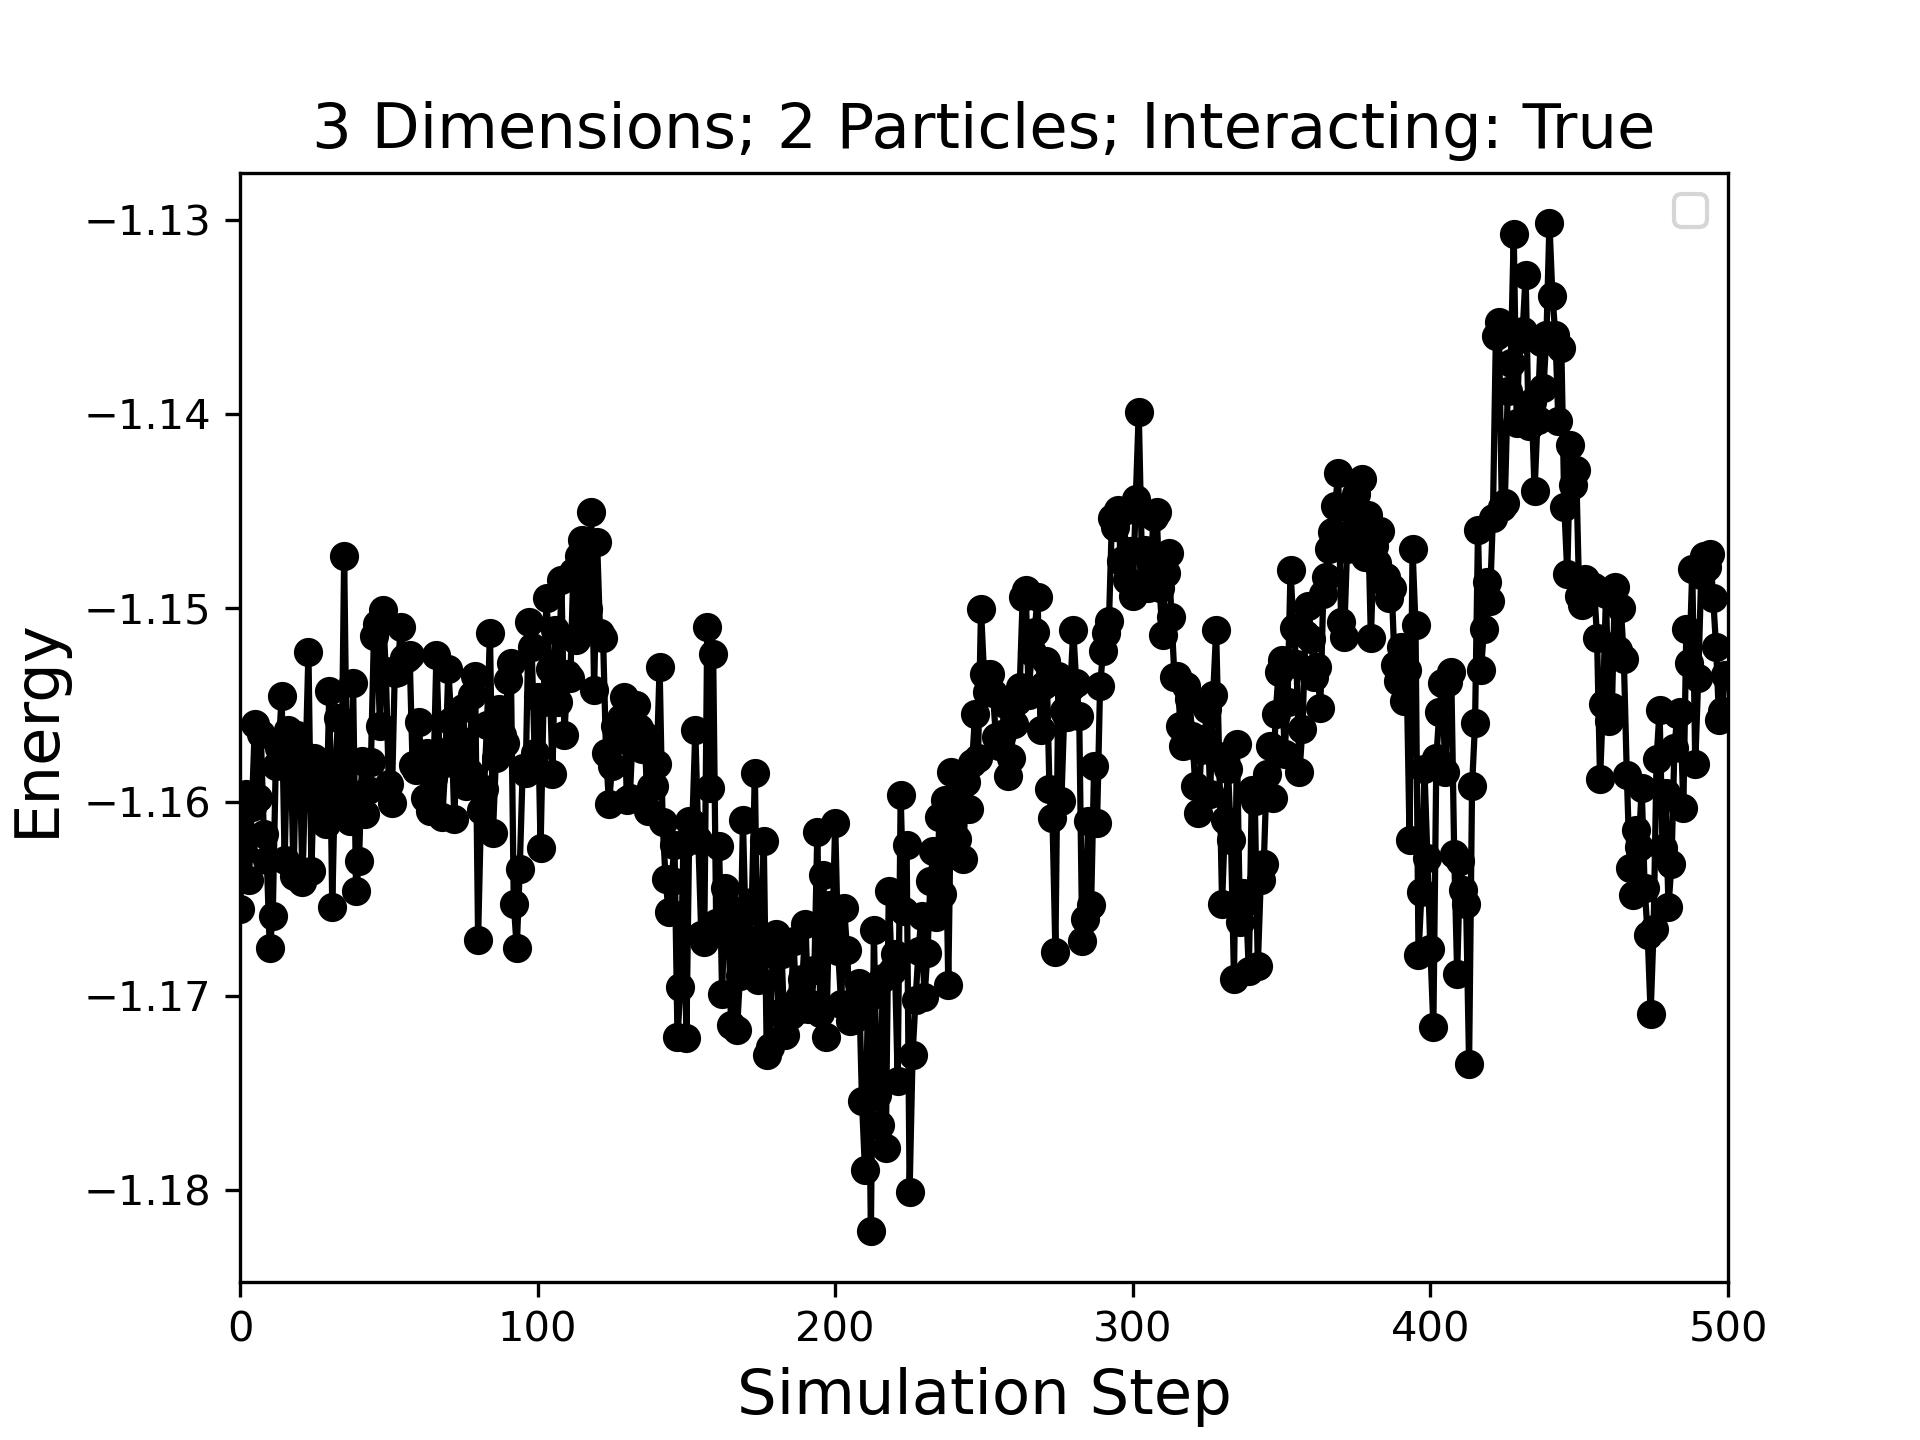 3 Dimensions; 2 Particles; Interacting: True
Energy
−1.13
−1.14
−1.15
−1.16
−1.17
−1.18
0 100 200 300 400 500
Simulation Step